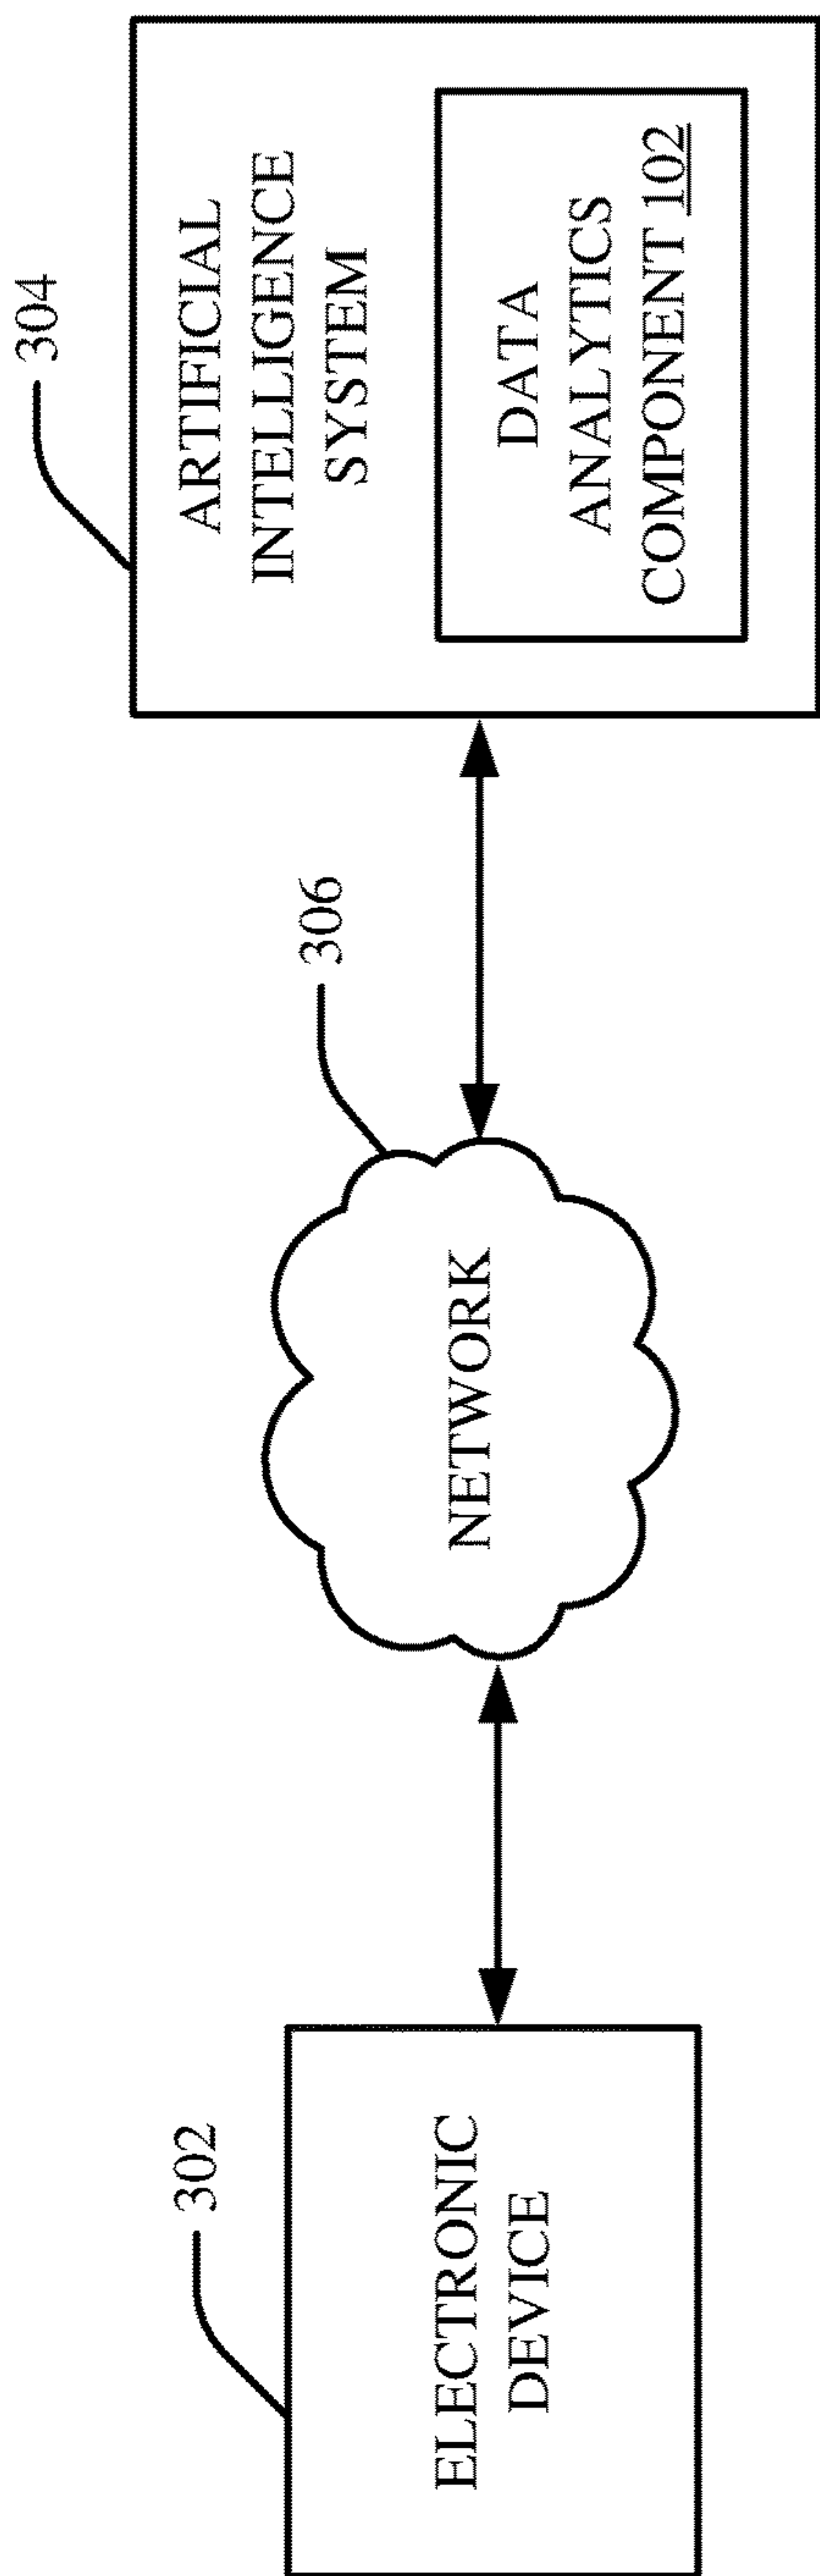 302
ELECTRONIC
DEVICE
306
NETWORK
304
ARTIFICIAL
INTELLIGENCE
SYSTEM
DATA
ANALYTICS
COMPONENT 102